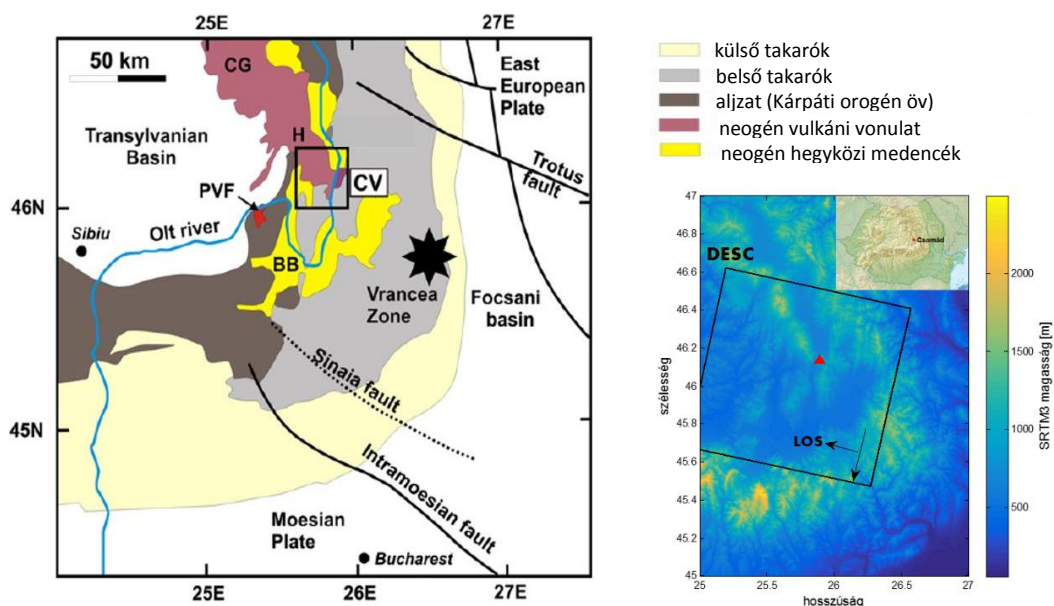 25E
27E
50 km
CG
East
European
Plate
Transylvanian
Basin
H
CV
Trotus
fault
PVF
46N
Olt river
Sibiu
BB
Vrancea
Zone
Focsani
basin
Sinaia fault
45N
Intramoesian fault
Moesian
Plate
Bucharest
25E
26E
27E
külső takarók
belső takarók
aljzat (Kárpáti orogén öv)
neogén vulkáni vonulat
neogén hegyközi medencék
47
46.8
46.6
46.4
46.2
46
45.8
45.6
45.4
45.2
45
szélesség
DESC
Csomád
LOS
25
25.5
26
26.5
27
hosszúság
2000
1500
1000
500
SRTM3 magasság [m]